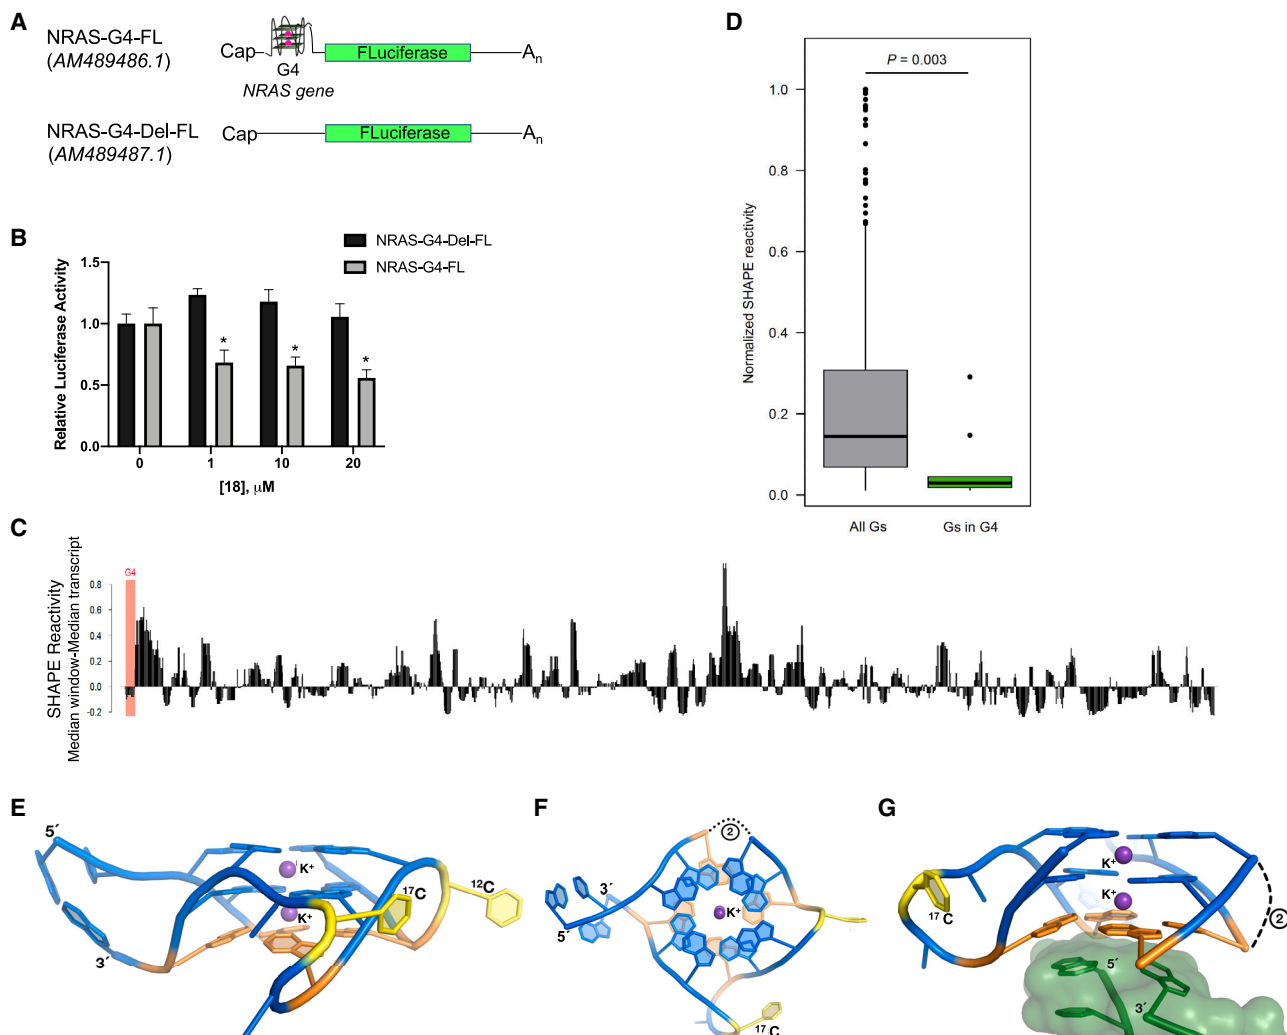 A
NRAS-G4-FL
(AM489486.1)
Cap
FLuciferase
An
G4
NRAS gene
NRAS-G4-Del-FL
(AM489487.1)
Cap
FLuciferase
An
B
NRAS-G4-Del-FL
NRAS-G4-FL
Relative Luciferase Activity
1.5
1.0
0.5
0.0
* * *
0 1 10 20
[18], μM
D
P = 0.003
Normalized SHAPE reactivity
1.0
0.8
0.6
0.4
0.2
0.0
All Gs Gs in G4
C
SHAPE Reactivity
Median window-Median transcript
G4
0.8
0.6
0.4
0.2
0.0
-0.2
E
5´
K⁺
K⁺
17C
12C
3´
F
2
3´
5´
K⁺
17C
G
K⁺
K⁺
17C
2
5´
3´